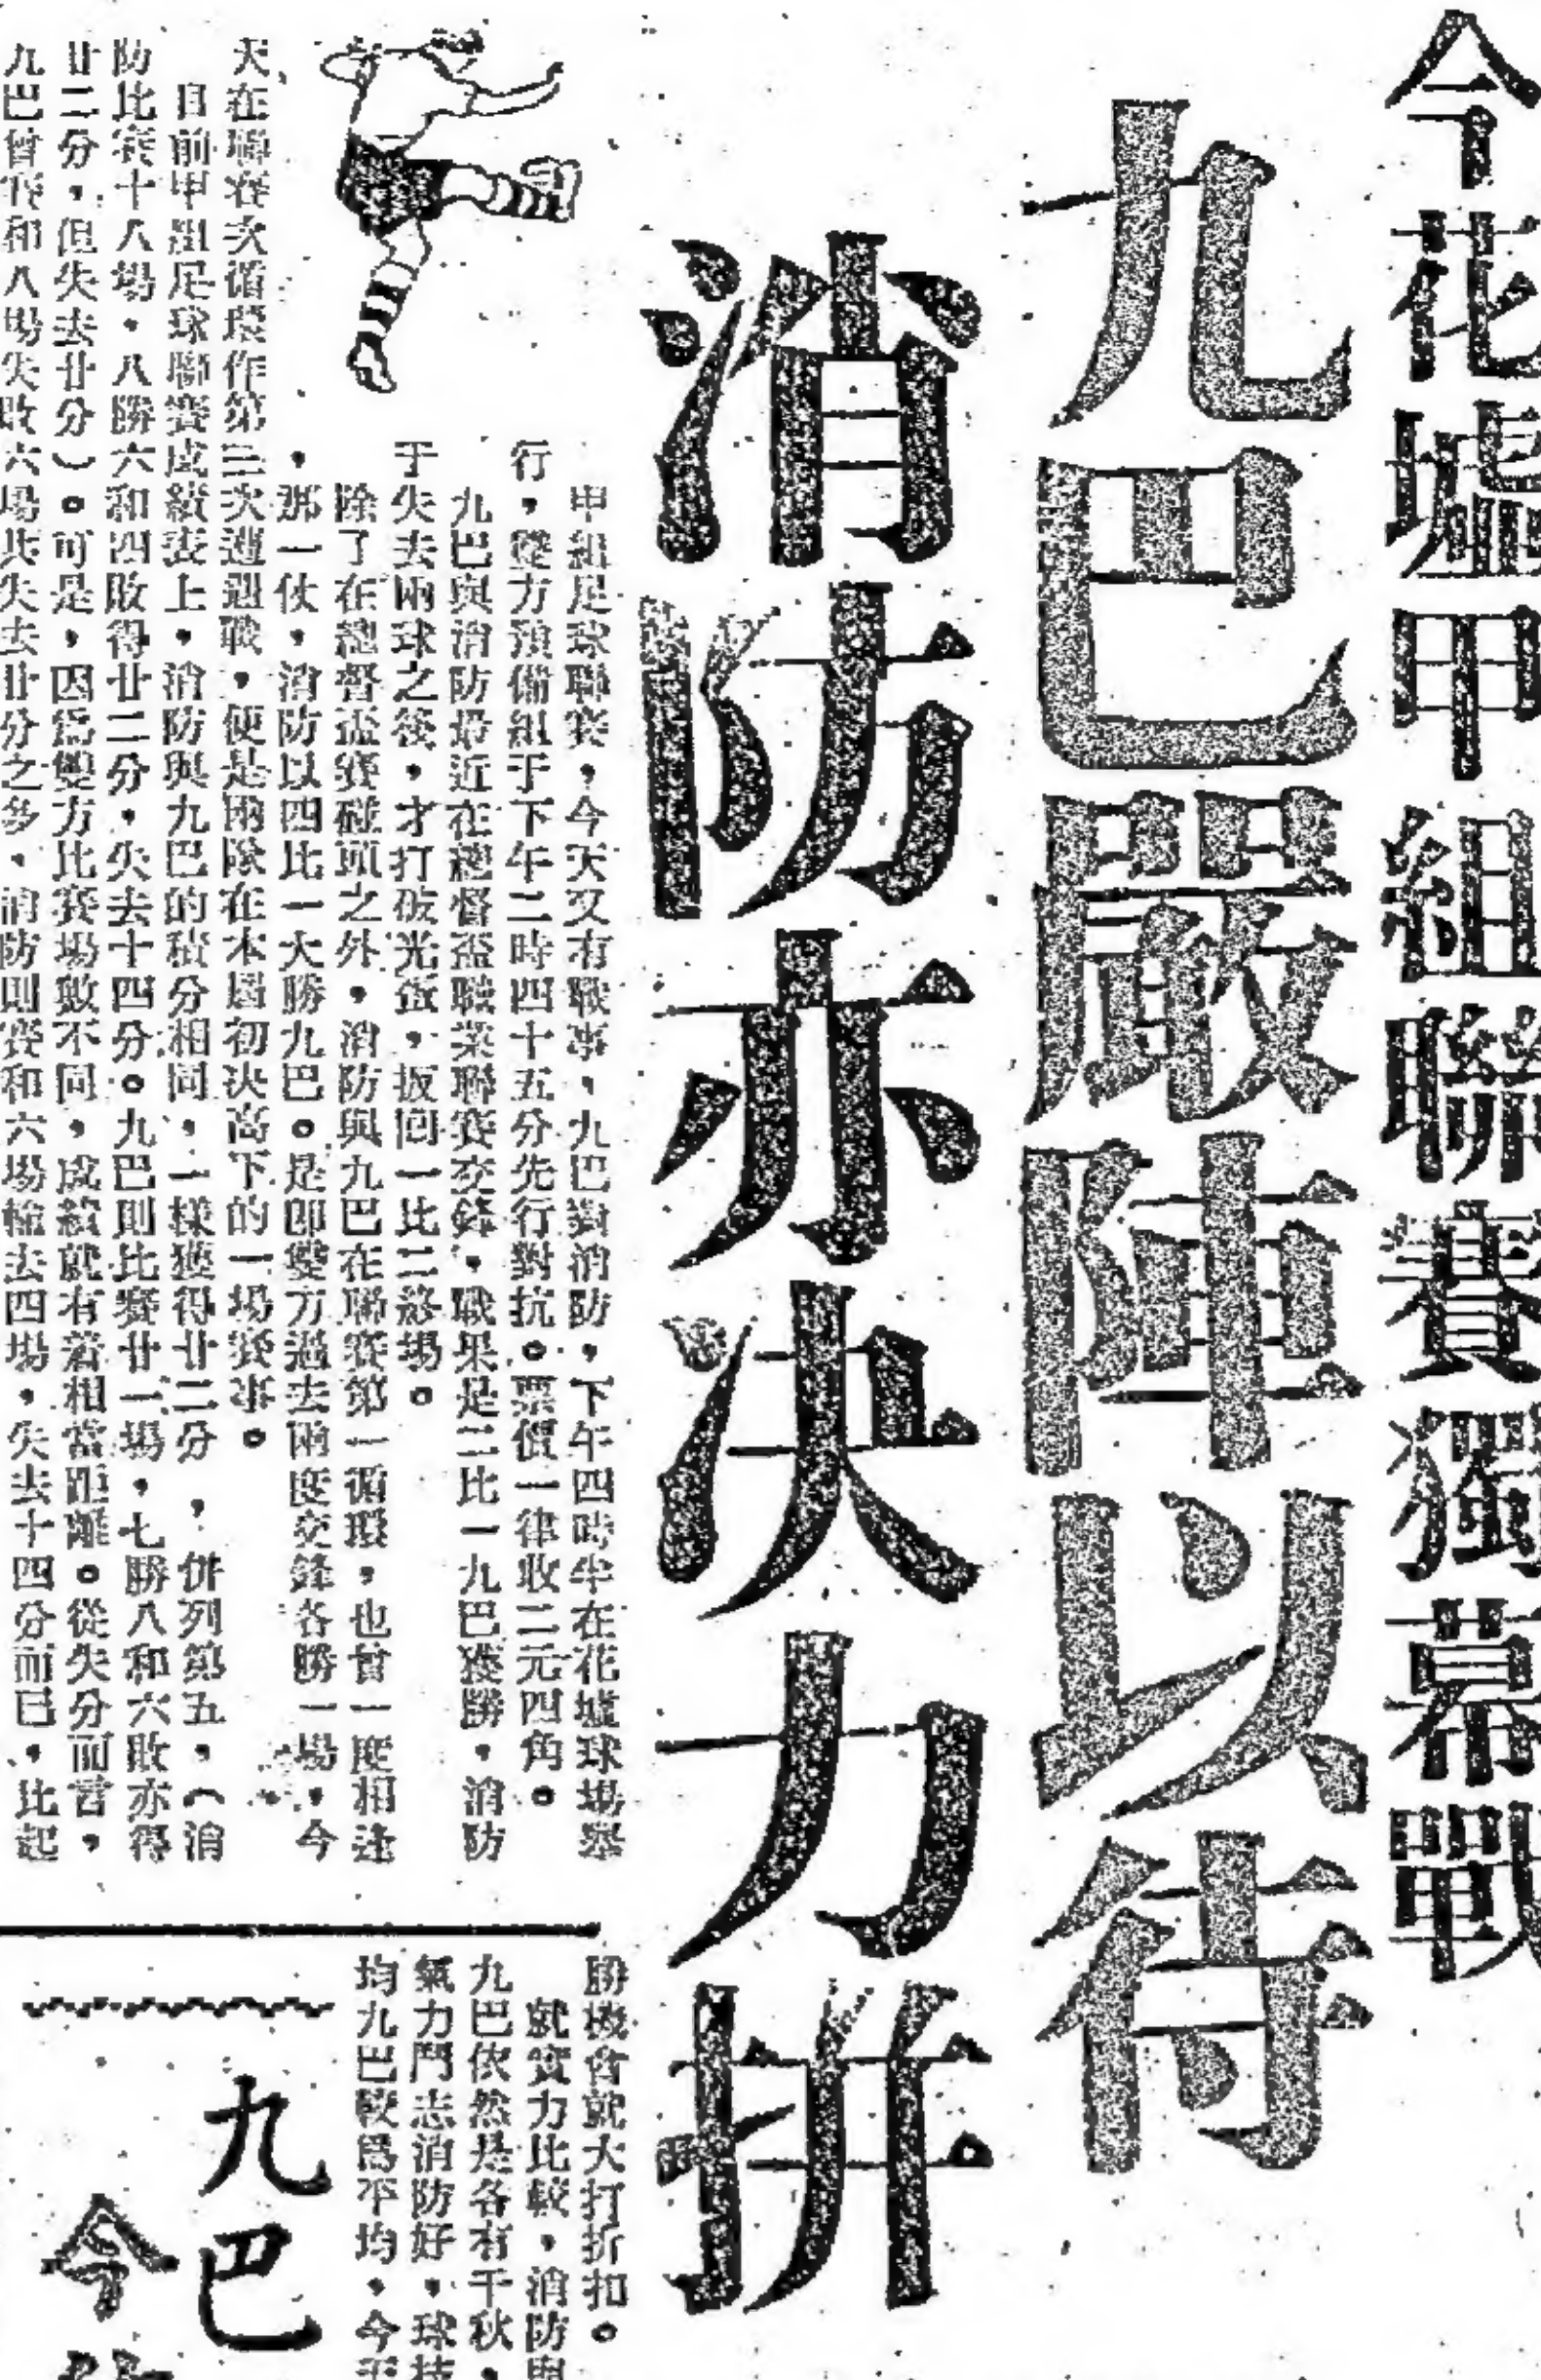 今花墟甲組聯賽獨幕戰
九巴嚴陣以待
消防亦決力拼
甲組足球聯賽，今天又有戰事，九巴對消防，下午四時半在花墟球場舉
行，雙方預備組于下午二時四十五分先行對抗。票價一律收二元四角。
九巴與消防最近在總督盃職業聯賽交鋒，戰果是二比一九巴獲勝，消防
于失去兩球之後，才打破光蛋，扳回一比二終場。
除了在總督盃賽碰頭之外，消防與九巴在聯賽第一循環，也曾一度相逢
，那一仗，消防以四比一大勝九巴。是卽雙方過去兩度交鋒各勝一場，今
天在聯賽次循環作第三次遭遇戰，便是兩隊在本屆初決高下的一場賽事。
目前甲組足球聯賽成績表上，消防與九巴的積分相同，一樣獲得廿二分，併列第五，（消
防比賽十八場，八勝六和四敗得廿二分，失去十四分。九巴則比賽廿一場，七勝八和六敗亦得
廿二分，但失去廿分）。可是，因爲雙方比賽場數不同，成績就有着相當距離。從失分而言，
九巴曾賽和八場失敗六場共失去廿分之多，消防則賽和六場輸去四場，失去十四分而已，比起
勝機會就大打折扣。
就實力比較，消防與
九巴依然是各有千秋，
氣力鬥志消防好，球技
均九巴較爲平均，今天
九巴
今